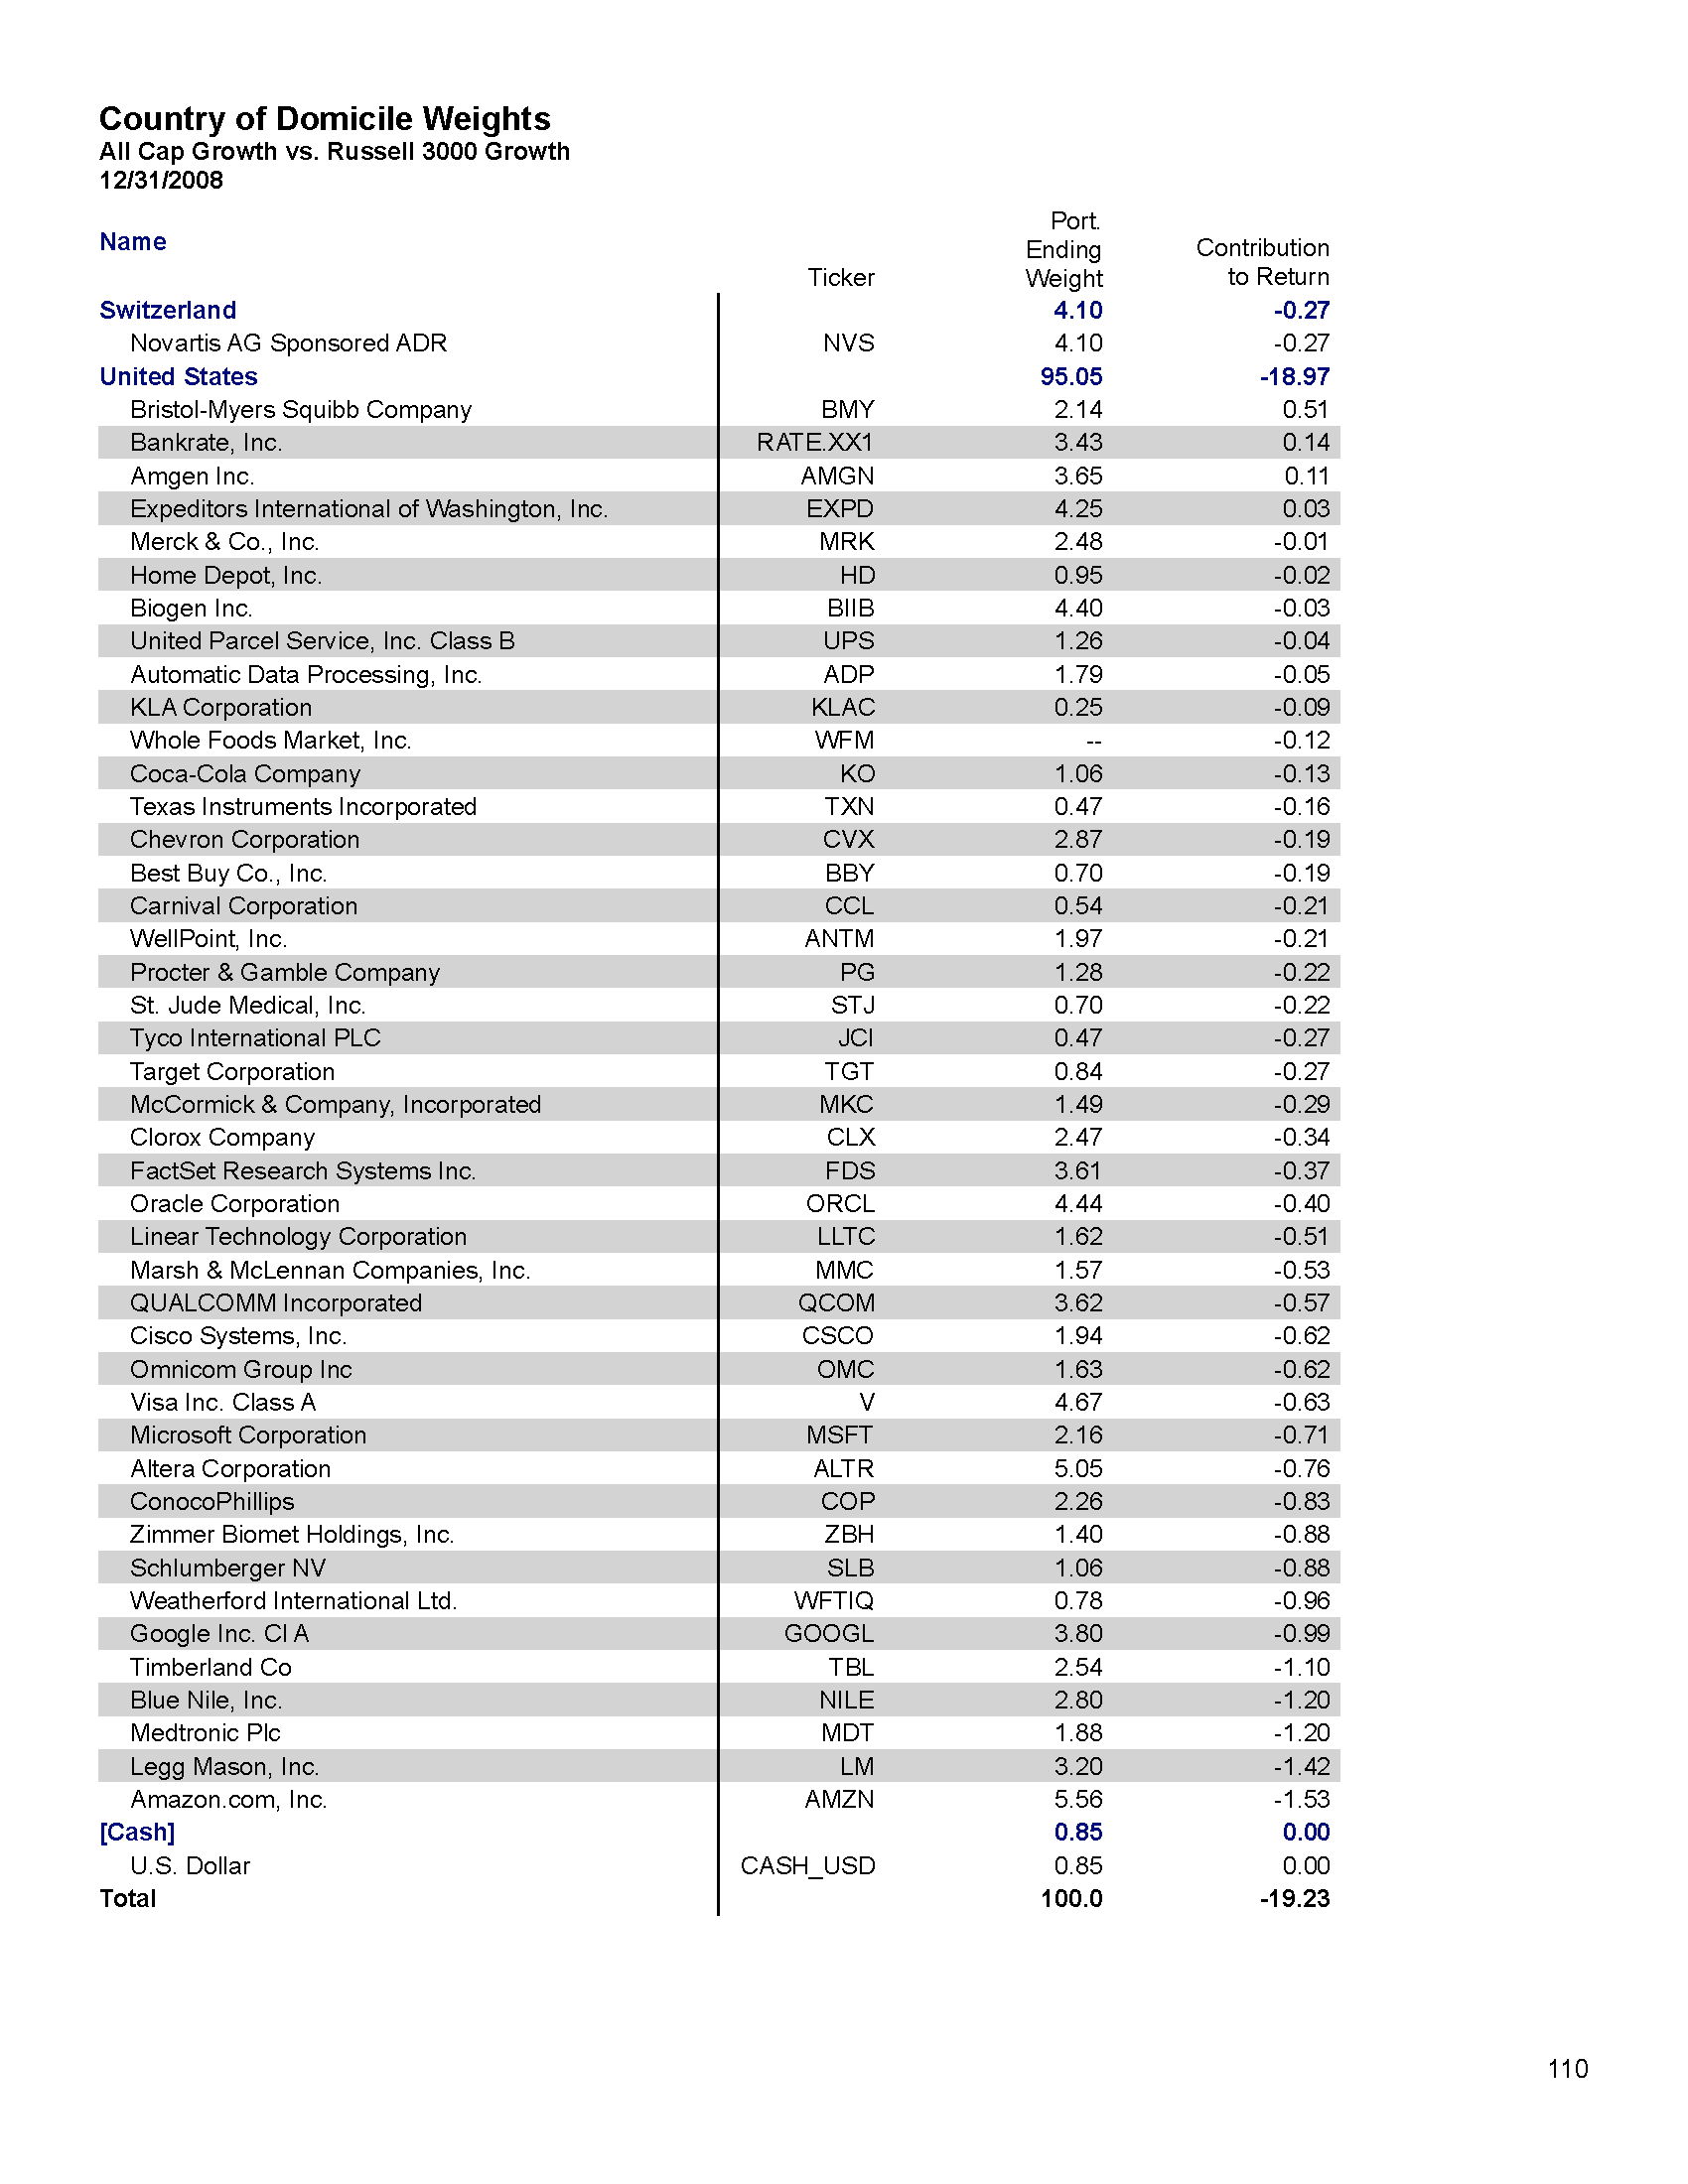 Country of Domicile Weights
All Cap Growth vs. Russell 3000 Growth
12/31/2008
Name Ticker Port. Ending Weight Contribution to Return
Switzerland 4.10 -0.27
Novartis AG Sponsored ADR NVS 4.10 -0.27
United States 95.05 -18.97
Bristol-Myers Squibb Company BMY 2.14 0.51
Bankrate, Inc. RATE.XX1 3.43 0.14
Amgen Inc. AMGN 3.65 0.11
Expeditors International of Washington, Inc. EXPD 4.25 0.03
Merck & Co., Inc. MRK 2.48 -0.01
Home Depot, Inc. HD 0.95 -0.02
Biogen Inc. BIIB 4.40 -0.03
United Parcel Service, Inc. Class B UPS 1.26 -0.04
Automatic Data Processing, Inc. ADP 1.79 -0.05
KLA Corporation KLAC 0.25 -0.09
Whole Foods Market, Inc. WFM -- -0.12
Coca-Cola Company KO 1.06 -0.13
Texas Instruments Incorporated TXN 0.47 -0.16
Chevron Corporation CVX 2.87 -0.19
Best Buy Co., Inc. BBY 0.70 -0.19
Carnival Corporation CCL 0.54 -0.21
WellPoint, Inc. ANTM 1.97 -0.21
Procter & Gamble Company PG 1.28 -0.22
St. Jude Medical, Inc. STJ 0.70 -0.22
Tyco International PLC JCI 0.47 -0.27
Target Corporation TGT 0.84 -0.27
McCormick & Company, Incorporated MKC 1.49 -0.29
Clorox Company CLX 2.47 -0.34
FactSet Research Systems Inc. FDS 3.61 -0.37
Oracle Corporation ORCL 4.44 -0.40
Linear Technology Corporation LLTC 1.62 -0.51
Marsh & McLennan Companies, Inc. MMC 1.57 -0.53
QUALCOMM Incorporated QCOM 3.62 -0.57
Cisco Systems, Inc. CSCO 1.94 -0.62
Omnicom Group Inc OMC 1.63 -0.62
Visa Inc. Class A V 4.67 -0.63
Microsoft Corporation MSFT 2.16 -0.71
Altera Corporation ALTR 5.05 -0.76
ConocoPhillips COP 2.26 -0.83
Zimmer Biomet Holdings, Inc. ZBH 1.40 -0.88
Schlumberger NV SLB 1.06 -0.88
Weatherford International Ltd. WFTIQ 0.78 -0.96
Google Inc. Cl A GOOGL 3.80 -0.99
Timberland Co TBL 2.54 -1.10
Blue Nile, Inc. NILE 2.80 -1.20
Medtronic Plc MDT 1.88 -1.20
Legg Mason, Inc. LM 3.20 -1.42
Amazon.com, Inc. AMZN 5.56 -1.53
[Cash] 0.85 0.00
U.S. Dollar CASH_USD 0.85 0.00
Total 100.0 -19.23
110